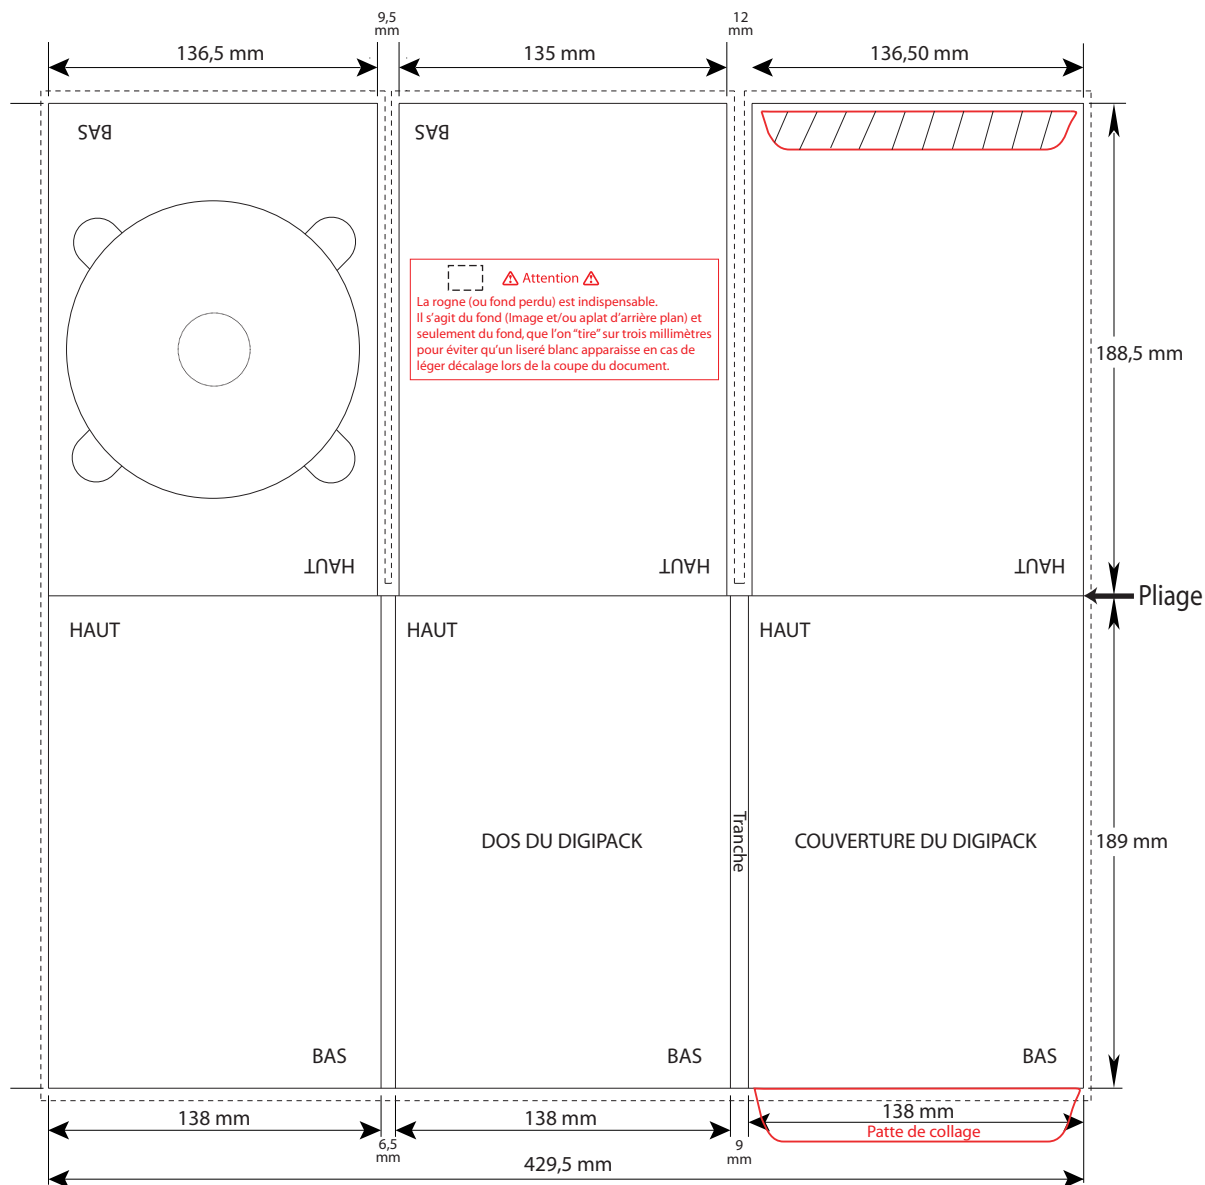 9,5
mm
12
mm
136,5 mm
135 mm
136,50 mm
BAS
BAS
Attention
La rogne (ou fond perdu) est indispensable.
Il s’agit du fond (Image et/ou aplat d’arrière plan) et
seulement du fond, que l’on “tire” sur trois millimètres
pour éviter qu’un liseré blanc apparaisse en cas de
léger décalage lors de la coupe du document.
188,5 mm
HAUT
HAUT
HAUT
Pliage
HAUT
HAUT
HAUT
DOS DU DIGIPACK
Tranche
COUVERTURE DU DIGIPACK
189 mm
BAS
BAS
BAS
138 mm
138 mm
138 mm
Patte de collage
6,5
mm
9
mm
429,5 mm